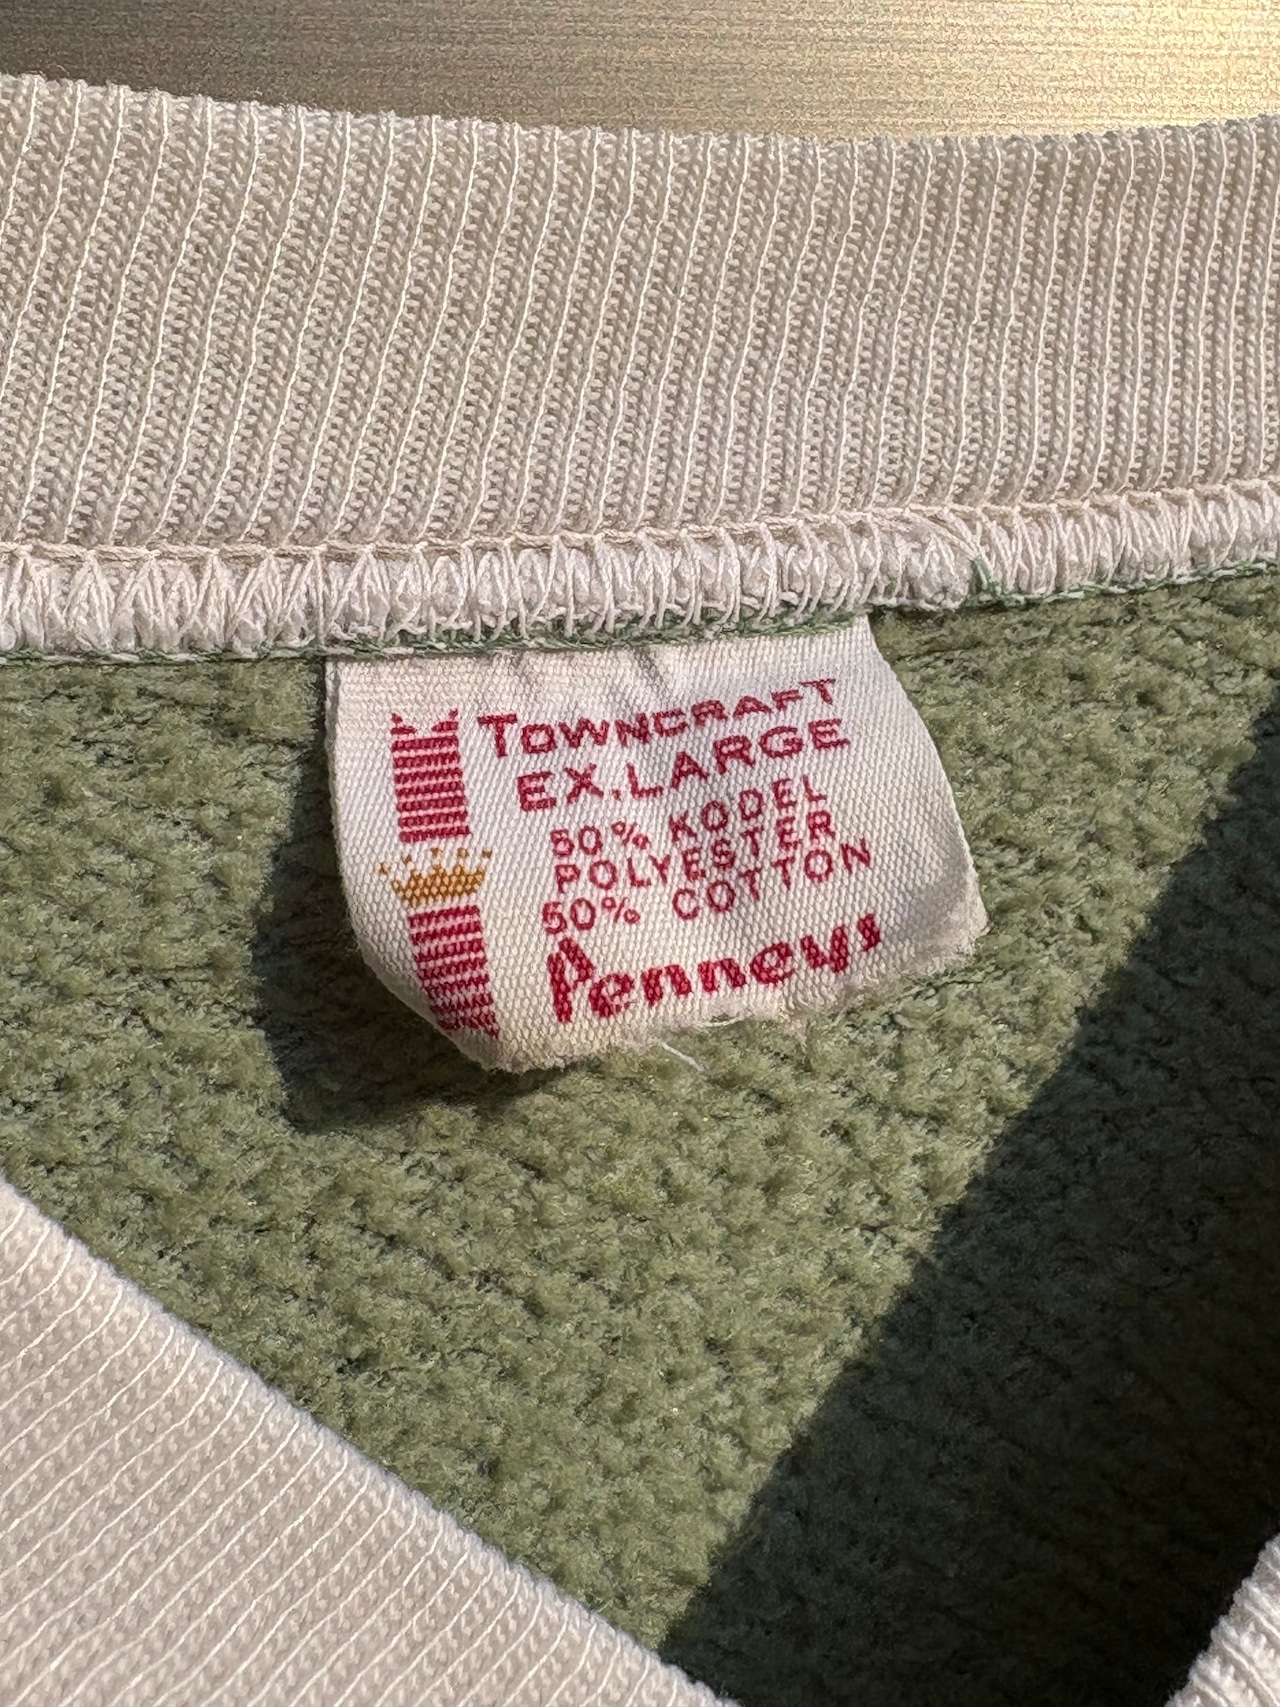 TOWNCRAFT
EX.LARGE
50% KODEL
POLYESTER
50% COTTON
Penneys